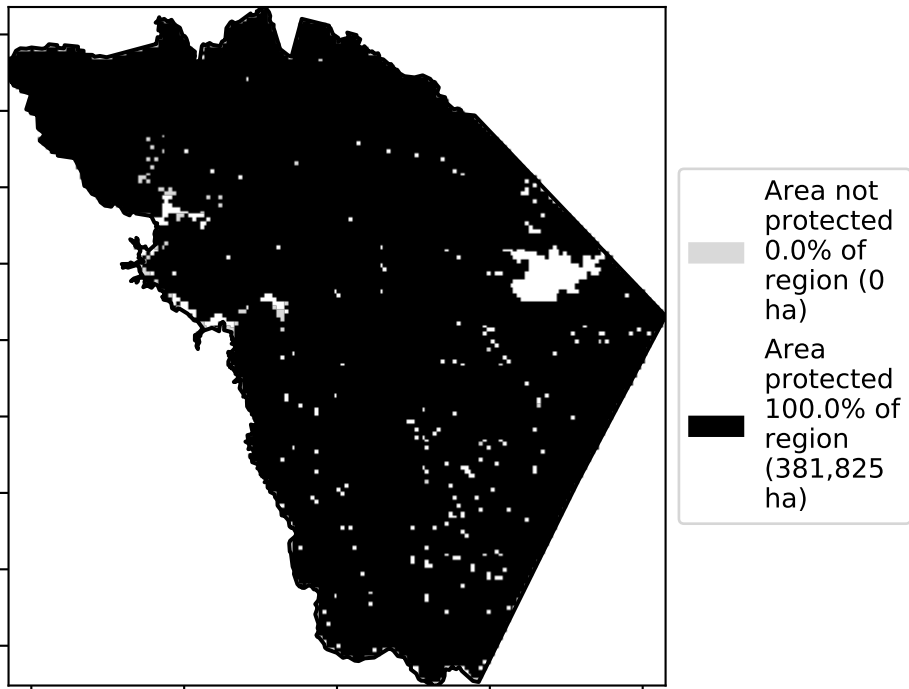 Area not
protected
0.0% of
region (0
ha)
Area
protected
100.0% of
region
(381,825
ha)